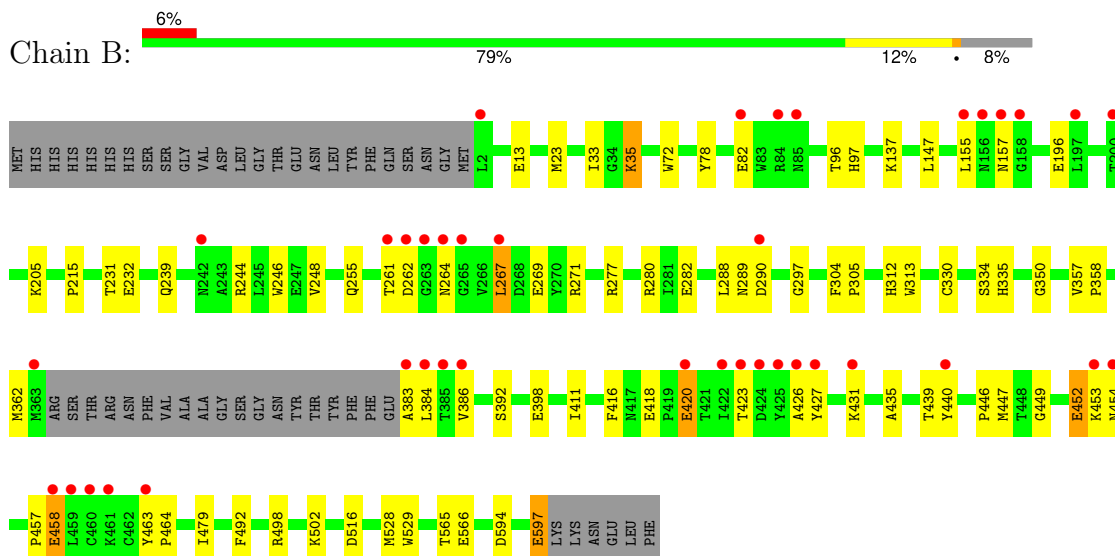 6%
Chain B:
79% 12% • 8%
MET HIS HIS HIS HIS HIS HIS SER SER GLY VAL ASP LEU GLY THR GLU ASN LEU TYR PHE GLN SER ASN GLY MET L2 E13 M23 I33 G34 K35 W72 Y78 E82 W83 R84 N85 T96 H97 K137 L147 L155 N156 N157 G158 E196 L197 T200
K205 P215 T231 E232 Q239 N242 A243 R244 L245 W246 E247 V248 Q255 T261 D262 G263 N264 G265 V266 L267 D268 E269 Y270 R271 R277 R280 I281 E282 L288 N289 D290 G297 F304 P305 H312 W313 C330 S334 H335 G350 V357 P358
M362 M363 ARG SER THR ARG ASN PHE VAL ALA ALA GLY SER GLY ASN TYR THR TYR PHE PHE GLU A383 L384 T385 V386 S392 E398 I411 F416 N417 E418 P419 E420 T421 I422 T423 D424 Y425 A426 Y427 K431 A435 T439 Y440 P446 M447 T448 G449 E452 K453 N454
P457 E458 L459 C460 K461 C462 Y463 P464 I479 F492 R498 K502 D516 M528 W529 T565 E566 D594 E597 LYS LYS ASN GLU LEU PHE